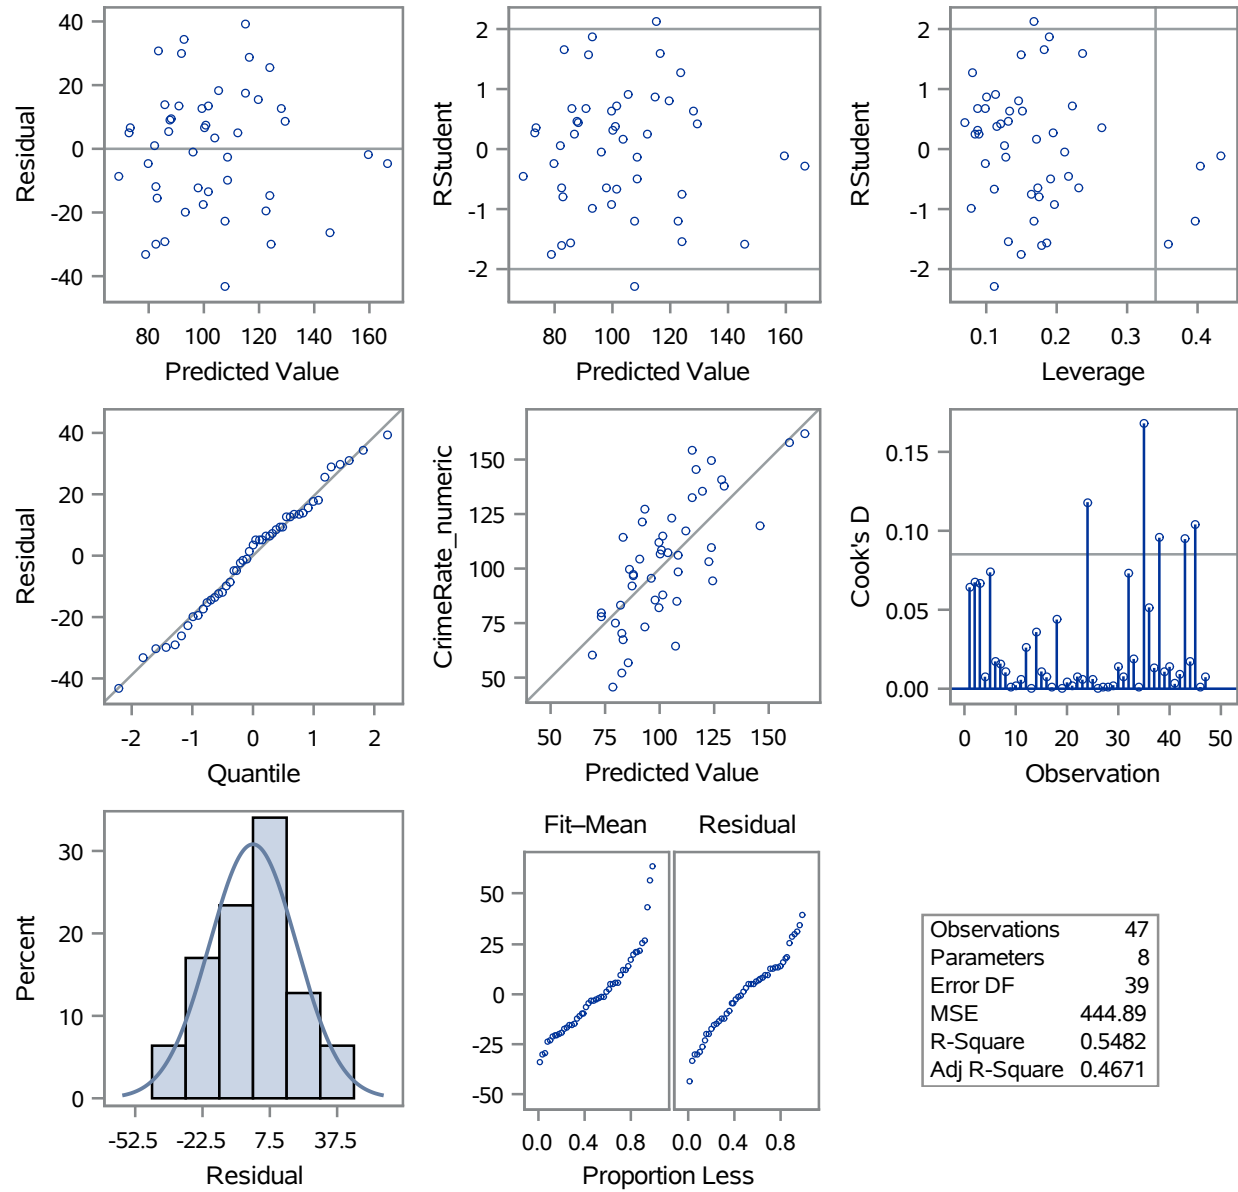 40
20
0
-20
-40
Residual
80 100 120 140 160
Predicted Value
2
1
0
-1
-2
RStudent
80 100 120 140 160
Predicted Value
2
1
0
-1
-2
RStudent
0.1 0.2 0.3 0.4
Leverage
40
20
0
-20
-40
Residual
-2 -1 0 1 2
Quantile
150
125
100
75
50
CrimeRate_numeric
50 75 100 125 150
Predicted Value
0.15
0.10
0.05
0.00
Cook's D
0 10 20 30 40 50
Observation
30
20
10
0
Percent
-52.5 -22.5 7.5 37.5
Residual
Fit–Mean Residual
50
25
0
-25
-50
0.0 0.4 0.8 0.0 0.4 0.8
Proportion Less
Observations 47
Parameters 8
Error DF 39
MSE 444.89
R-Square 0.5482
Adj R-Square 0.4671